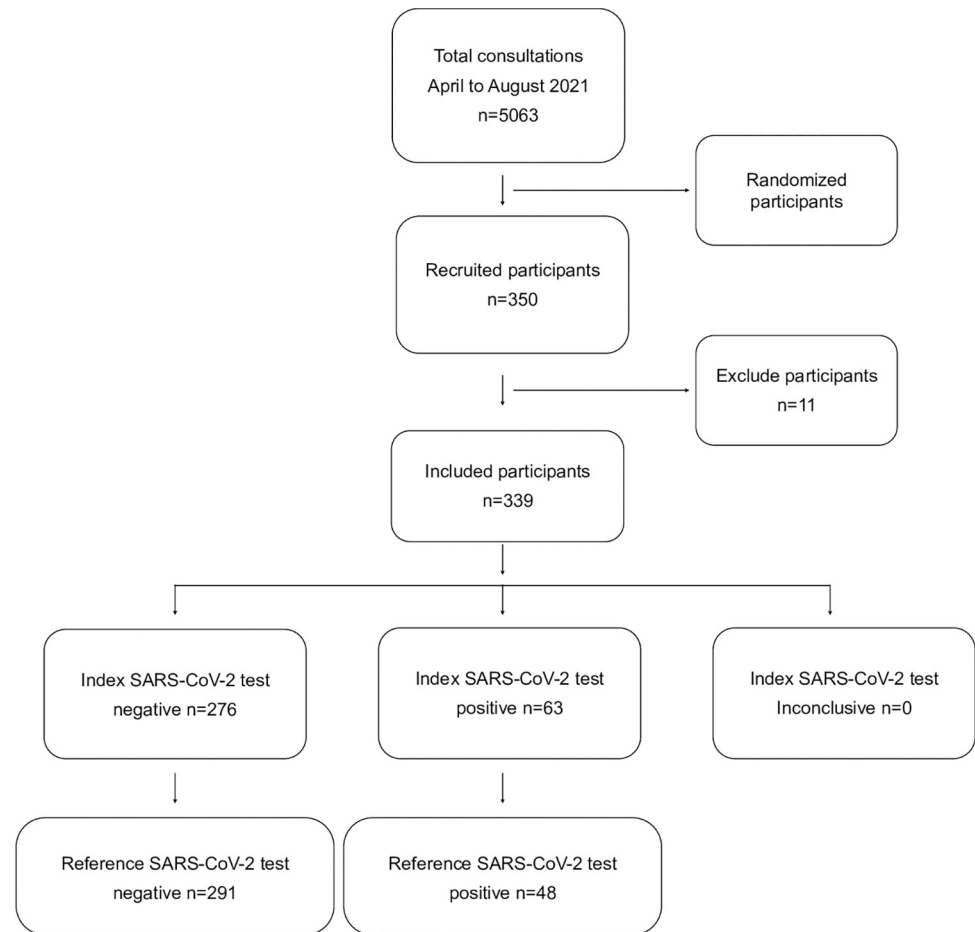 Total consultations
April to August 2021
n=5063
Randomized
participants
Recruited participants
n=350
Exclude participants
n=11
Included participants
n=339
Index SARS-CoV-2 test
negative n=276
Index SARS-CoV-2 test
positive n=63
Index SARS-CoV-2 test
Inconclusive n=0
Reference SARS-CoV-2 test
negative n=291
Reference SARS-CoV-2 test
positive n=48